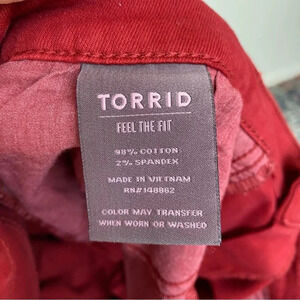 TORRID
FEEL THE FIT
98% COTTON
2% SPANDEX
MADE IN VIETNAM
RN#148862
COLOR MAY TRANSFER
WHEN WORN OR WASHED